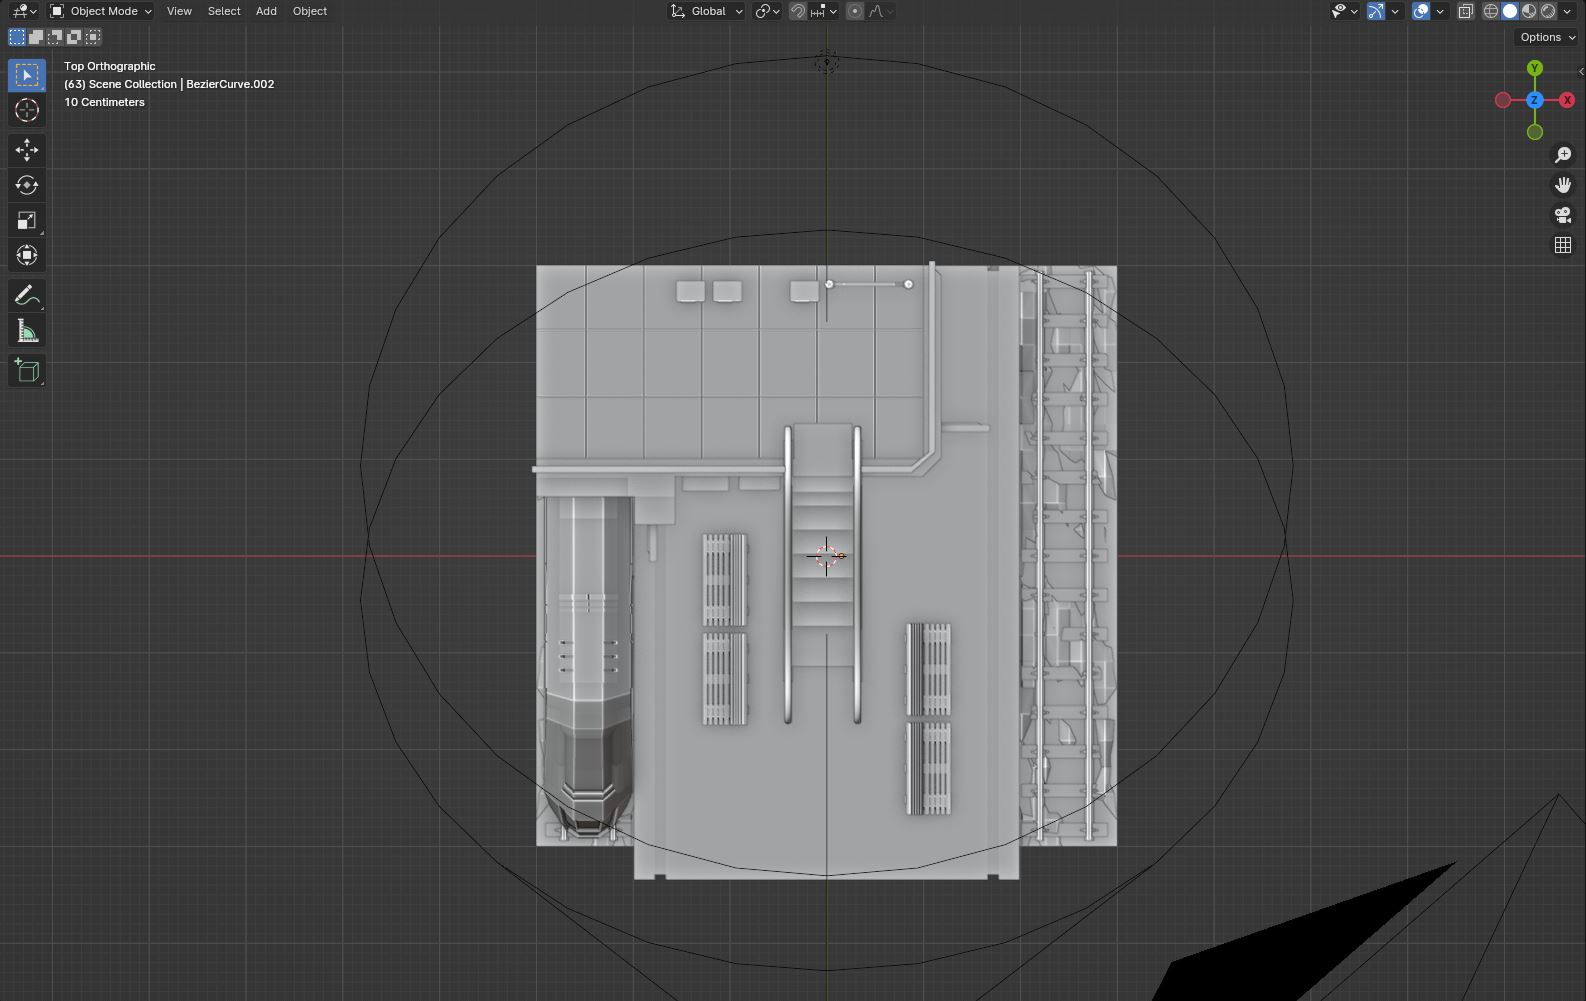 Object Mode View Select Add Object Global
Options
Top Orthographic
(63) Scene Collection | BezierCurve.002
10 Centimeters
Y
Z X